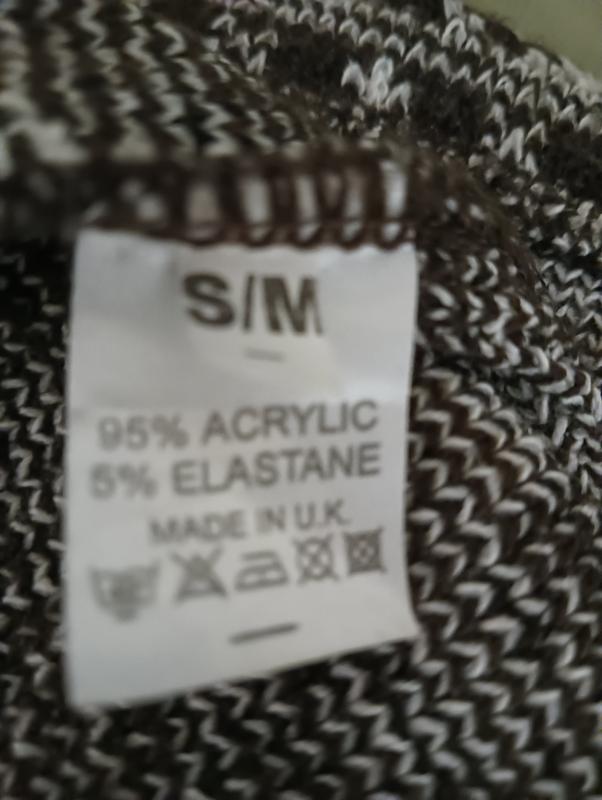 S/M
95% ACRYLIC
5% ELASTANE
MADE IN U.K.